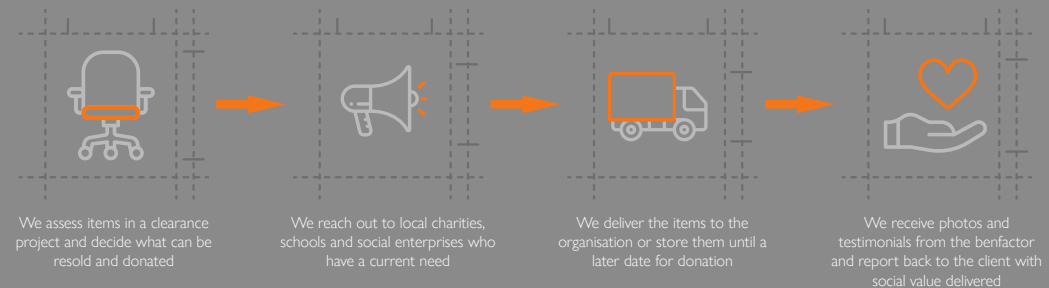 We assess items in a clearance
project and decide what can be
resold and donated
We reach out to local charities,
schools and social enterprises who
have a current need
We deliver the items to the
organisation or store them until a
later date for donation
We receive photos and
testimonials from the benfactor
and report back to the client with
social value delivered